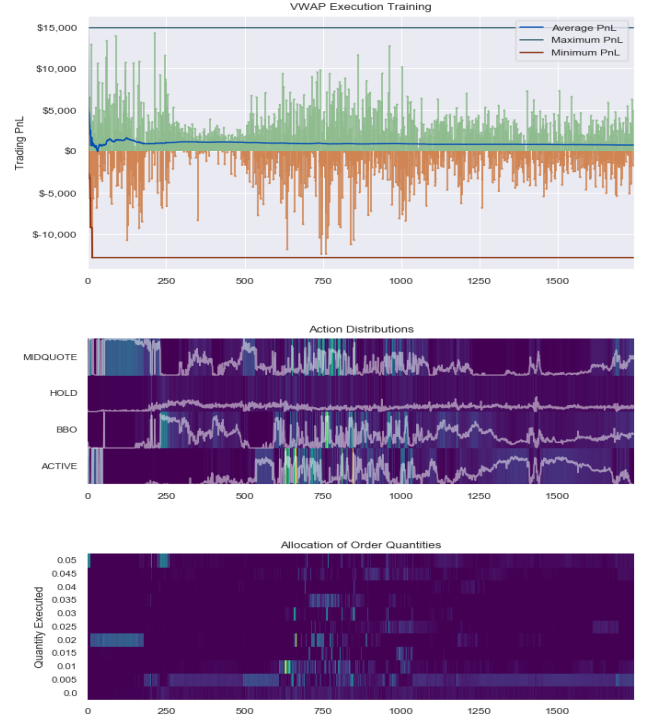 VWAP Execution Training
$15,000
$10,000
$5,000
$0
$-5,000
$-10,000
Trading PnL
Average PnL
Maximum PnL
Minimum PnL
0 250 500 750 1000 1250 1500
Action Distributions
MIDQUOTE
HOLD
BBO
ACTIVE
0 250 500 750 1000 1250 1500
Allocation of Order Quantities
Quantity Executed
0.05
0.045
0.04
0.035
0.03
0.025
0.02
0.015
0.01
0.005
0.0
0 250 500 750 1000 1250 1500